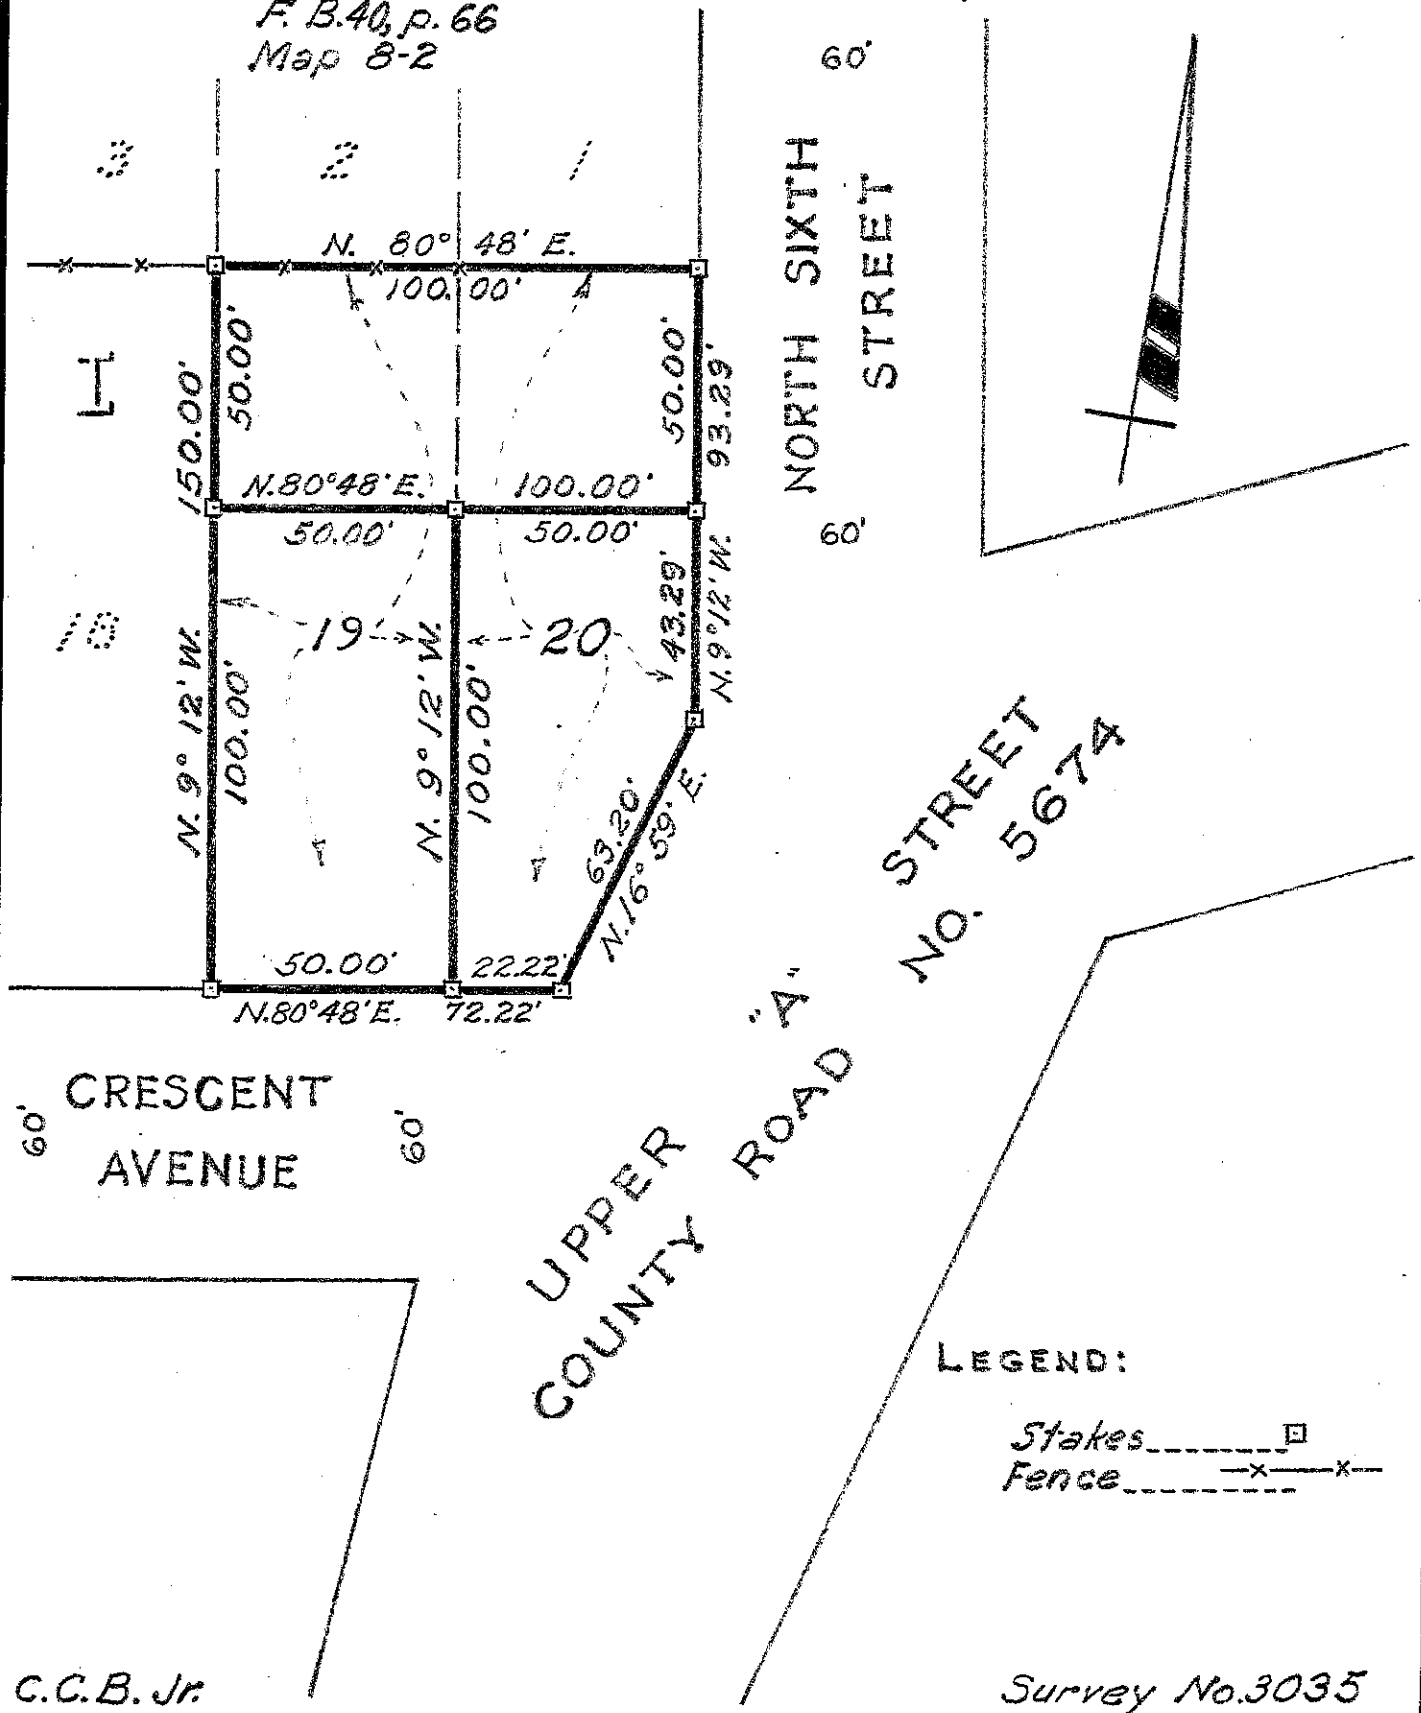 F. B. 40, p. 66
Map 8-2
60'
3
2
1
NORTH SIXTH
STREET
N. 80° 48' E.
100.00'
50.00'
150.00'
50.00'
93.29'
I
N.80°48'E.
100.00'
50.00'
50.00'
60'
18
19
20
43.29'
N.9°12'W.
N. 9° 12' W.
100.00'
N. 9° 12' W.
100.00'
63.20'
N.16° 59' E.
50.00'
22.22'
N.80°48'E.
72.22'
UPPER "A" STREET
COUNTY ROAD NO. 5674
CRESCENT
AVENUE
60'
60'
LEGEND:
Stakes
Fence
C.C.B. Jr.
Survey No. 3035